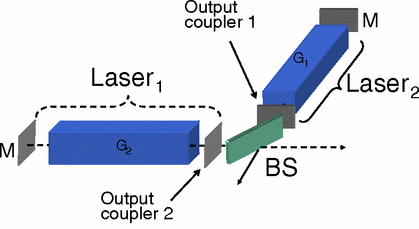 Output
coupler 1
M
G1
Laser1
Laser2
M
G2
BS
Output
coupler 2